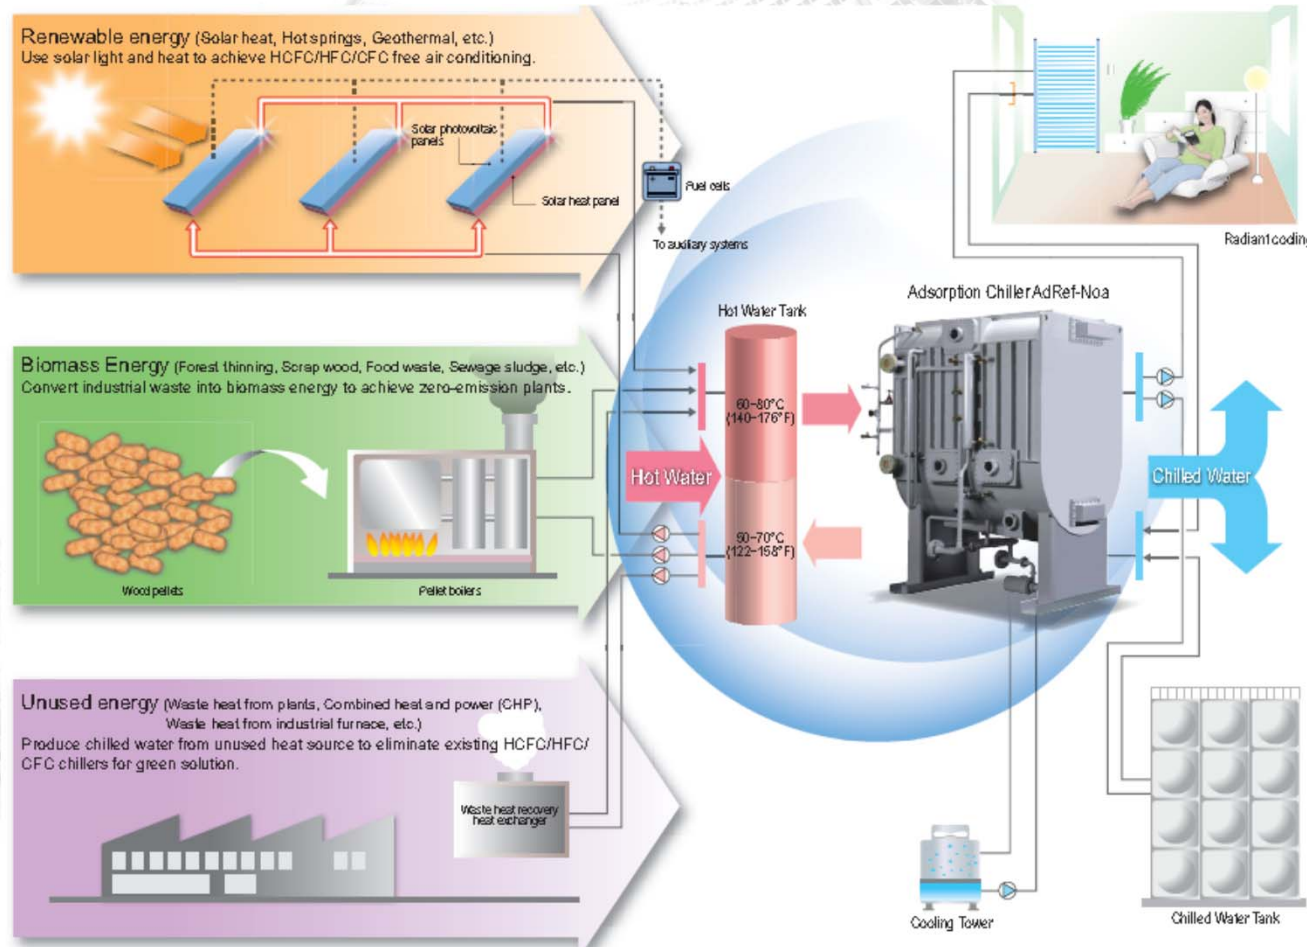 Renewable energy (Solar heat, Hot springs, Geothermal, etc.)
Use solar light and heat to achieve HCFC/HFC/CFC free air conditioning.
Solar photovoltaic
panels
Solar heat panel
Fuel cells
To auxiliary systems
Biomass Energy (Forest thinning, Scrap wood, Food waste, Sewage sludge, etc.)
Convert industrial waste into biomass energy to achieve zero-emission plants.
Wood pellets
Pellet boilers
Unused energy (Waste heat from plants, Combined heat and power (CHP),
Waste heat from industrial furnace, etc.)
Produce chilled water from unused heat source to eliminate existing HCFC/HFC/
CFC chillers for green solution.
Waste heat recovery
heat exchanger
Hot Water
Hot Water Tank
60-80°C
(140-176°F)
50-70°C
(122-158°F)
Adsorption Chiller AdRef-Noa
Radiant cooling
Chilled Water
Cooling Tower
Chilled Water Tank